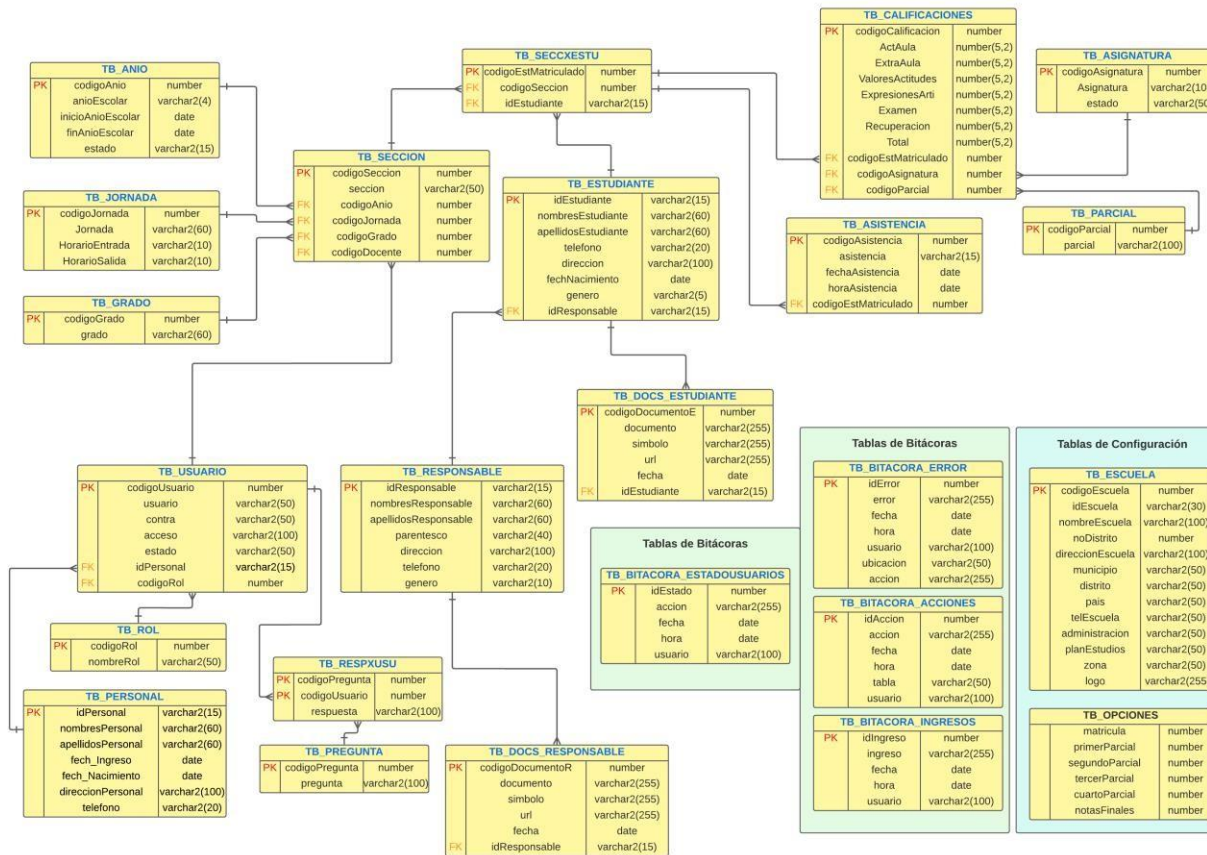 TB_CALIFICACIONES
PK codigoCalificacion number
ActAula number(5,2)
ExtraAula number(5,2)
ValoresActitudes number(5,2)
ExpresionesArti number(5,2)
Examen number(5,2)
Recuperacion number(5,2)
Total number(5,2)
FK codigoEstMatriculado number
FK codigoAsignatura number
FK codigoParcial number
TB_SECCXESTU
PK codigoEstMatriculado number
FK codigoSeccion number
FK idEstudiante varchar2(15)
TB_ASIGNATURA
PK codigoAsignatura number
Asignatura varchar2(10
estado varchar2(50
TB_ANIO
PK codigoAnio number
anioEscolar varchar2(4)
inicioAnioEscolar date
finAnioEscolar date
estado varchar2(15)
TB_SECCION
PK codigoSeccion number
seccion varchar2(50)
FK codigoAnio number
FK codigoJornada number
FK codigoGrado number
FK codigoDocente number
TB_ESTUDIANTE
PK idEstudiante varchar2(15)
nombresEstudiante varchar2(60)
apellidosEstudiante varchar2(60)
telefono varchar2(20)
direccion varchar2(100)
fechNacimiento date
genero varchar2(5)
FK idResponsable varchar2(15)
TB_JORNADA
PK codigoJornada number
Jornada varchar2(60)
HorarioEntrada varchar2(10)
HorarioSalida varchar2(10)
TB_PARCIAL
PK codigoParcial number
parcial varchar2(100)
TB_ASISTENCIA
PK codigoAsistencia number
asistencia varchar2(15)
fechaAsistencia date
horaAsistencia date
FK codigoEstMatriculado number
TB_GRADO
PK codigoGrado number
grado varchar2(60)
TB_DOCS_ESTUDIANTE
PK codigoDocumentoE number
documento varchar2(255)
simbolo varchar2(255)
url varchar2(255)
fecha date
FK idEstudiante varchar2(15)
TB_USUARIO
PK codigoUsuario number
usuario varchar2(50)
contra varchar2(50)
acceso varchar2(100)
estado varchar2(50)
FK idPersonal varchar2(15)
FK codigoRol number
TB_RESPONSABLE
PK idResponsable varchar2(15)
nombresResponsable varchar2(60)
apellidosResponsable varchar2(60)
parentesco varchar2(40)
direccion varchar2(100)
telefono varchar2(20)
genero varchar2(10)
Tablas de Bitácoras
TB_BITACORA_ESTADOUSUARIOS
PK idEstado number
accion varchar2(255)
fecha date
hora date
usuario varchar2(100)
Tablas de Bitácoras
TB_BITACORA_ERROR
PK idError number
error varchar2(255)
fecha date
hora date
usuario varchar2(100)
ubicacion varchar2(50)
accion varchar2(255)
TB_BITACORA_ACCIONES
PK idAccion number
accion varchar2(255)
fecha date
hora date
tabla varchar2(50)
usuario varchar2(100)
TB_BITACORA_INGRESOS
PK idIngreso number
ingreso varchar2(255)
fecha date
hora date
usuario varchar2(100)
Tablas de Configuración
TB_ESCUELA
PK codigoEscuela number
idEscuela varchar2(30)
nombreEscuela varchar2(100)
noDistrito number
direccionEscuela varchar2(100)
municipio varchar2(50)
distrito varchar2(50)
pais varchar2(50)
telEscuela varchar2(50)
administracion varchar2(50)
planEstudios varchar2(50)
zona varchar2(50)
logo varchar2(255
TB_OPCIONES
matricula number
primerParcial number
segundoParcial number
tercerParcial number
cuartoParcial number
notasFinales number
TB_ROL
PK codigoRol number
nombreRol varchar2(50)
TB_PERSONAL
PK idPersonal varchar2(15)
nombresPersonal varchar2(60)
apellidosPersonal varchar2(60)
fech_Ingreso date
fech_Nacimiento date
direccionPersonal varchar2(100)
telefono varchar2(20)
TB_RESPXUSU
PK codigoPregunta number
PK codigoUsuario number
respuesta varchar2(100)
TB_PREGUNTA
PK codigoPregunta number
pregunta varchar2(100)
TB_DOCS_RESPONSABLE
PK codigoDocumentoR number
documento varchar2(255)
simbolo varchar2(255)
url varchar2(255)
fecha date
FK idResponsable varchar2(15)